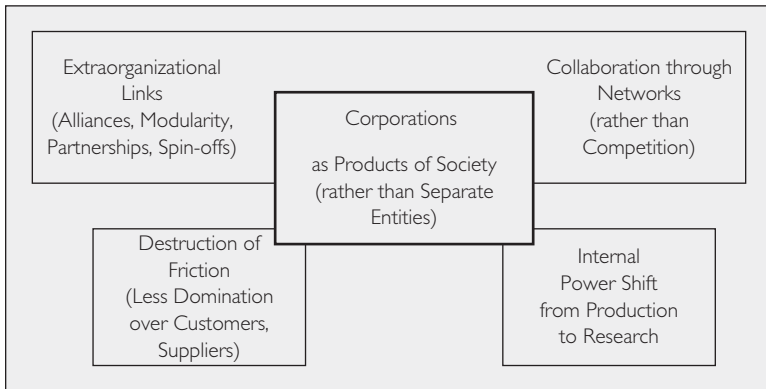 Extraorganizational
Links
(Alliances, Modularity,
Partnerships, Spin-offs)
Collaboration through
Networks
(rather than
Competition)
Corporations
as Products of Society
(rather than Separate
Entities)
Destruction of
Friction
(Less Domination
over Customers,
Suppliers)
Internal
Power Shift
from Production
to Research